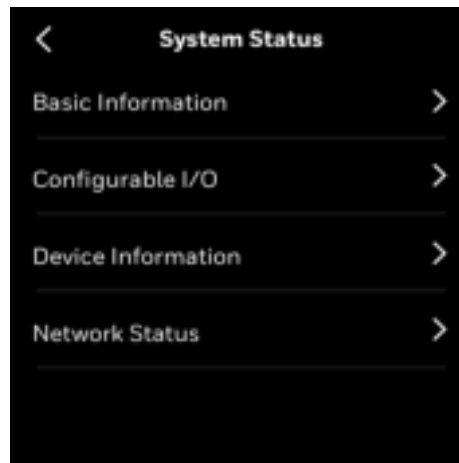 System Status
Basic Information
Configurable I/O
Device Information
Network Status